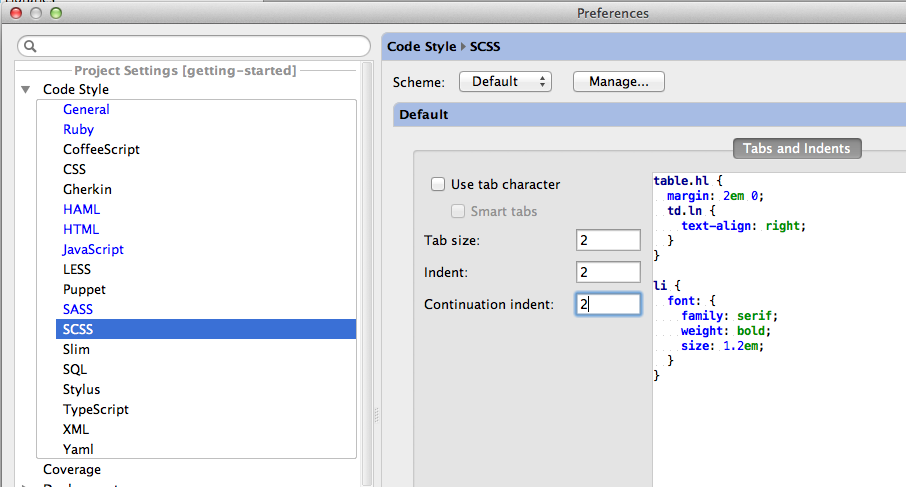 Preferences
Project Settings [getting-started]
Code Style
General
Ruby
CoffeeScript
CSS
Gherkin
HAML
HTML
JavaScript
LESS
Puppet
SASS
SCSS
Slim
SQL
Stylus
TypeScript
XML
Yaml
Coverage
Code Style ▸ SCSS
Scheme: Default Manage...
Default
Tabs and Indents
Use tab character
Smart tabs
Tab size: 2
Indent: 2
Continuation indent: 2
table.hl {
  margin: 2em 0;
  td.ln {
    text-align: right;
  }
}

li {
  font: {
    family: serif;
    weight: bold;
    size: 1.2em;
  }
}